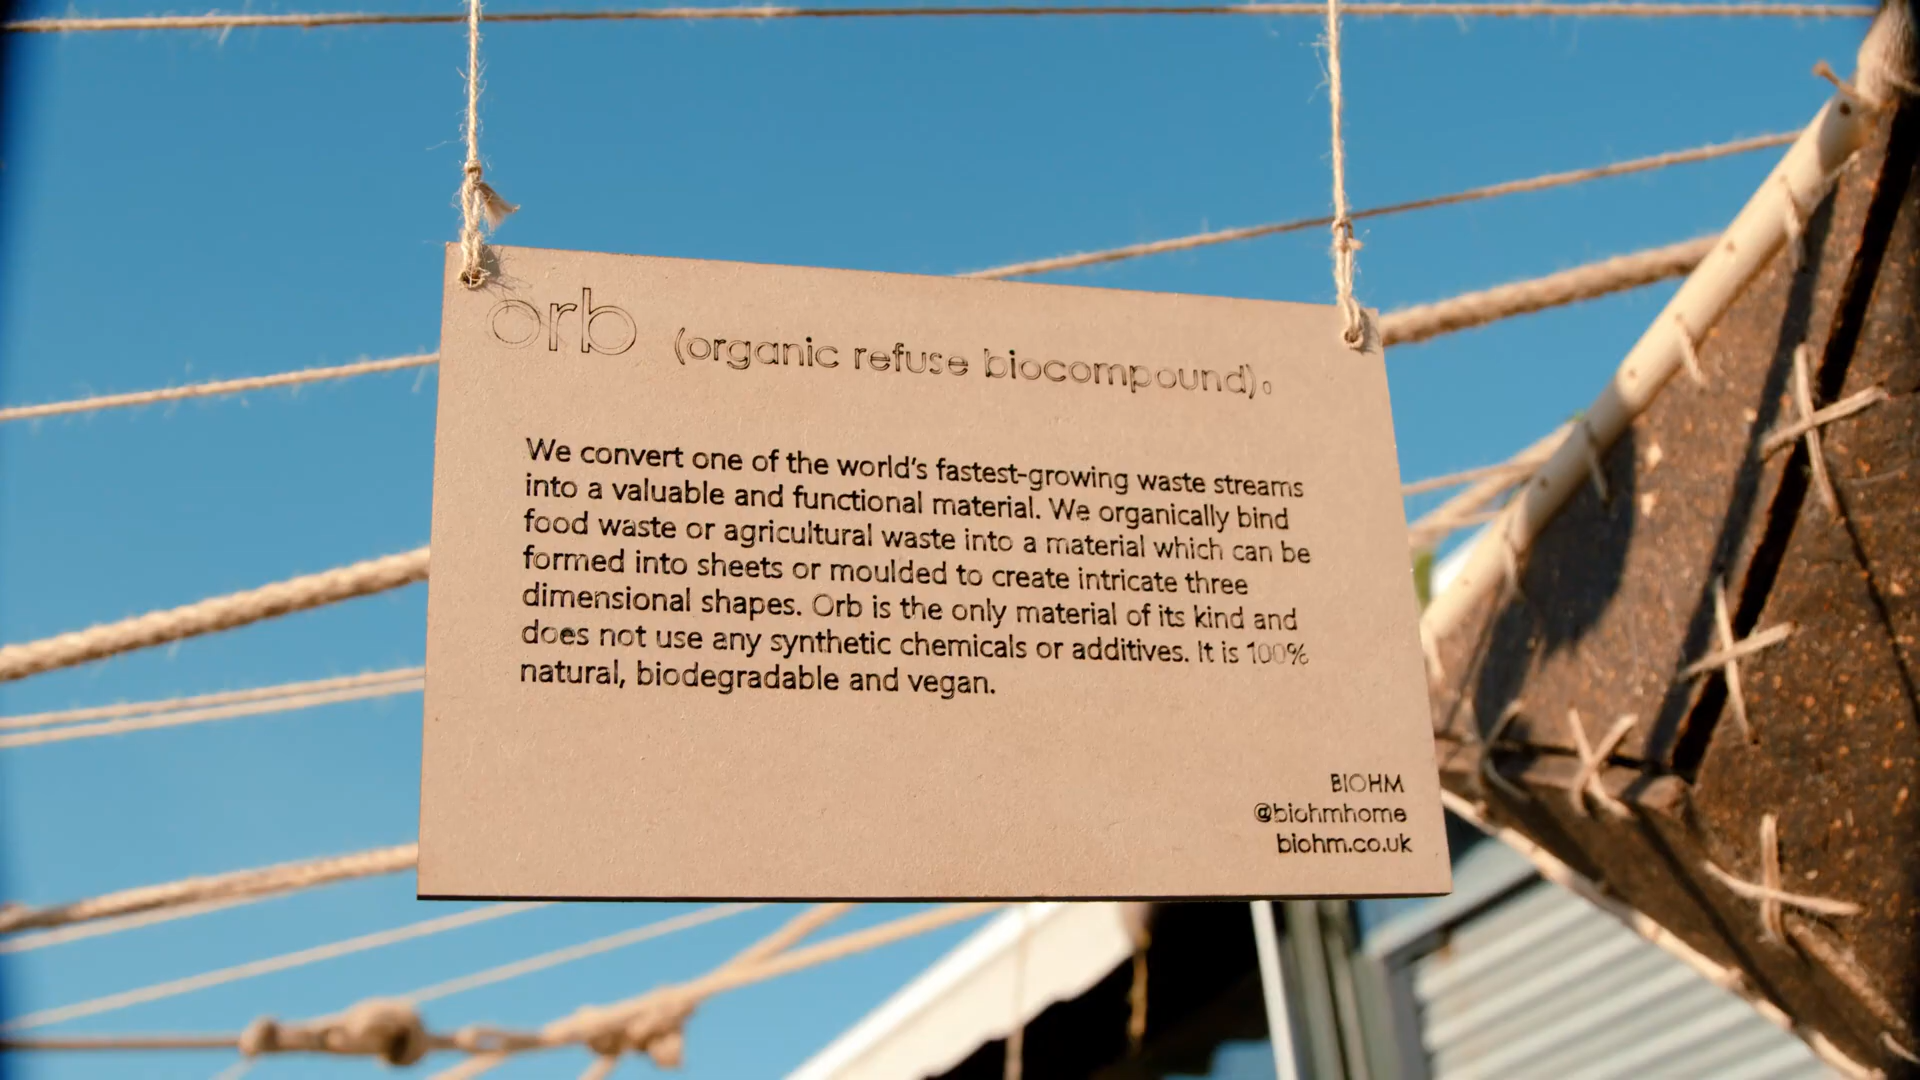 orb (organic refuse biocompound).
We convert one of the world's fastest-growing waste streams
into a valuable and functional material. We organically bind
food waste or agricultural waste into a material which can be
formed into sheets or moulded to create intricate three
dimensional shapes. Orb is the only material of its kind and
does not use any synthetic chemicals or additives. It is 100%
natural, biodegradable and vegan.
BIOHM
@biohmhome
biohm.co.uk